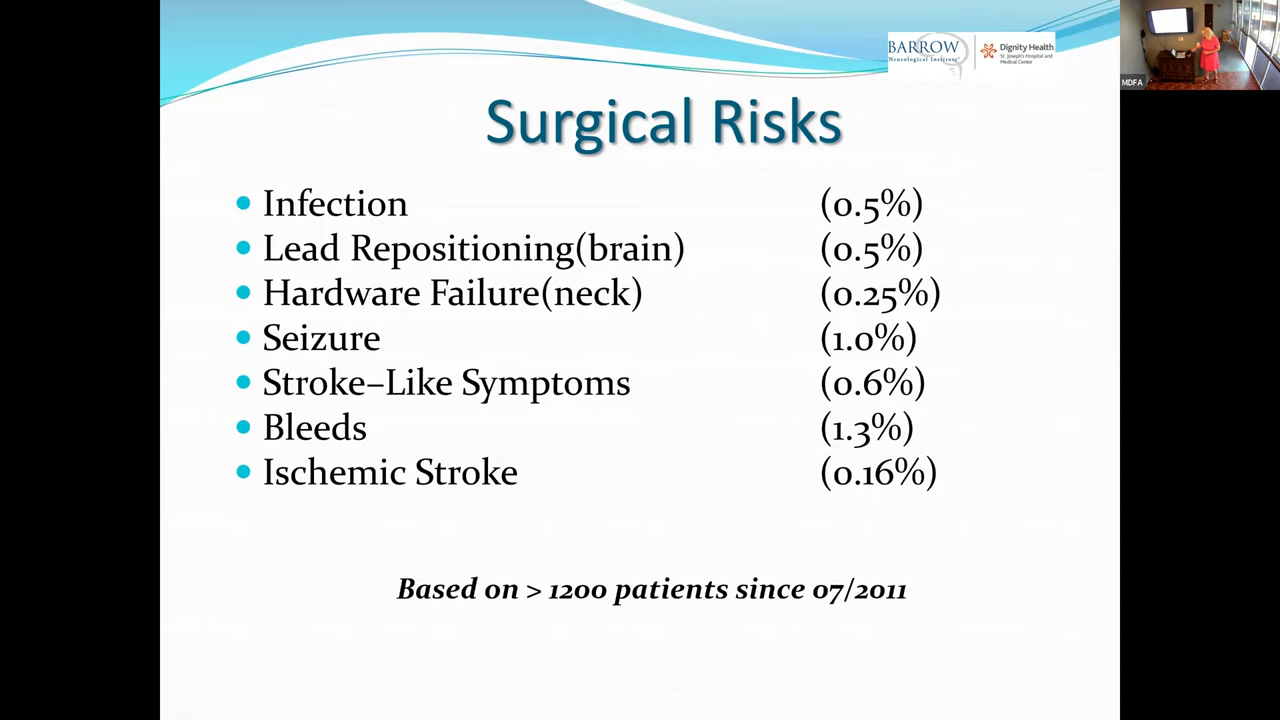 BARROW
Neurological Institute
Dignity Health
St. Joseph's Hospital and
Medical Center
MDFA
Surgical Risks
• Infection (0.5%)
• Lead Repositioning(brain) (0.5%)
• Hardware Failure(neck) (0.25%)
• Seizure (1.0%)
• Stroke–Like Symptoms (0.6%)
• Bleeds (1.3%)
• Ischemic Stroke (0.16%)
Based on > 1200 patients since 07/2011